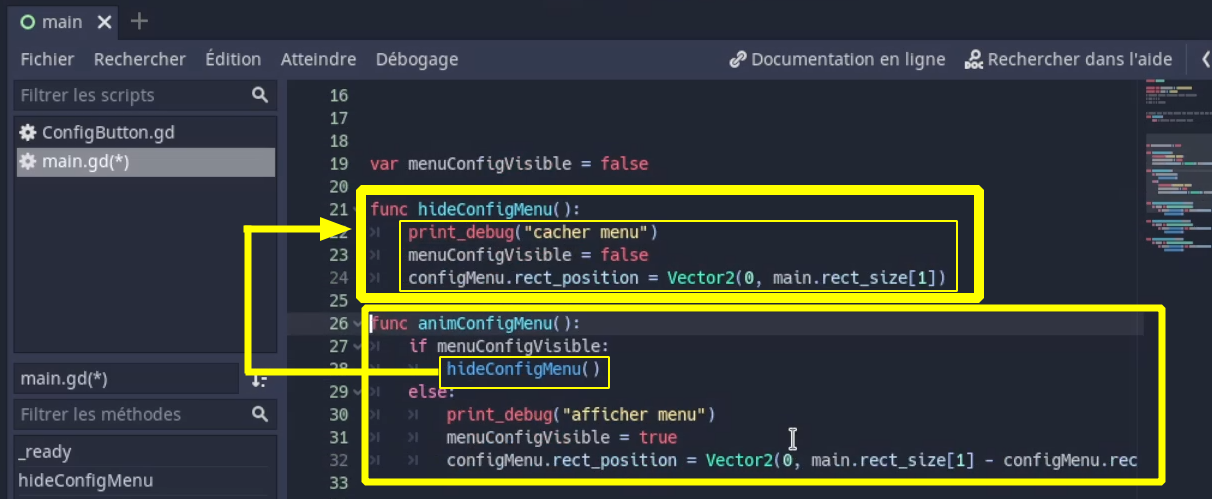 main
Fichier Rechercher Édition Atteindre Débogage Documentation en ligne Rechercher dans l'aide
Filtrer les scripts
ConfigButton.gd
main.gd(*)
main.gd(*)
Filtrer les méthodes
_ready
hideConfigMenu
16
17
18
19 var menuConfigVisible = false
20
21 func hideConfigMenu():
22 print_debug("cacher menu")
23 menuConfigVisible = false
24 configMenu.rect_position = Vector2(0, main.rect_size[1])
25
26 func animConfigMenu():
27 if menuConfigVisible:
28 hideConfigMenu()
29 else:
30 print_debug("afficher menu")
31 menuConfigVisible = true
32 configMenu.rect_position = Vector2(0, main.rect_size[1] - configMenu.rec
33